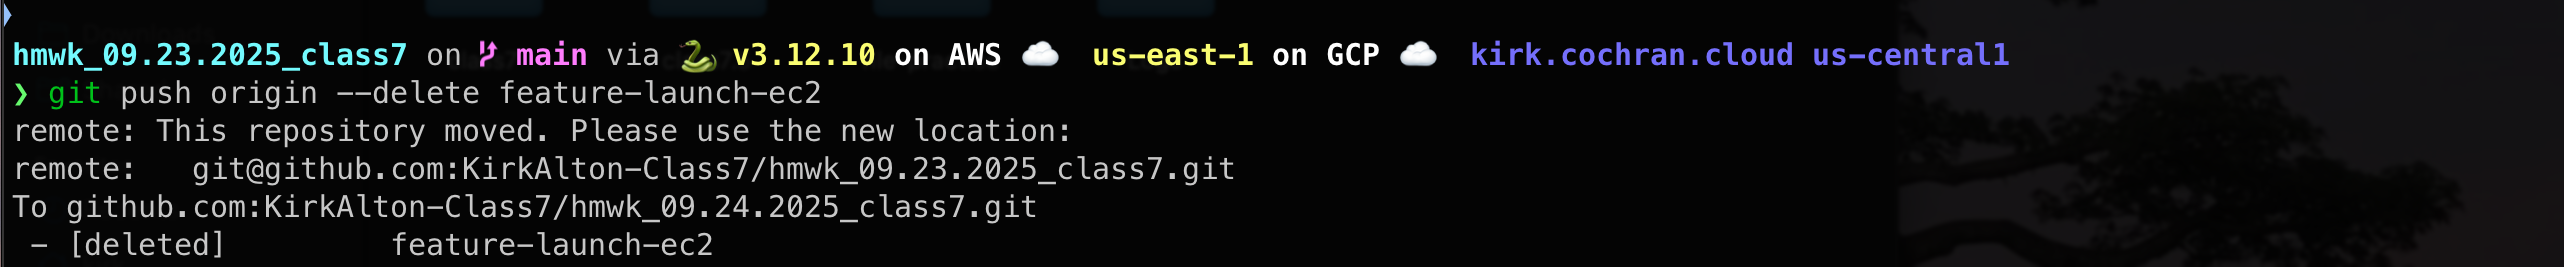 hmwk_09.23.2025_class7 on main via 🐍 v3.12.10 on AWS ☁️ us-east-1 on GCP ☁️ kirk.cochran.cloud us-central1
❯ git push origin --delete feature-launch-ec2
remote: This repository moved. Please use the new location:
remote:   git@github.com:KirkAlton-Class7/hmwk_09.23.2025_class7.git
To github.com:KirkAlton-Class7/hmwk_09.24.2025_class7.git
 - [deleted]         feature-launch-ec2